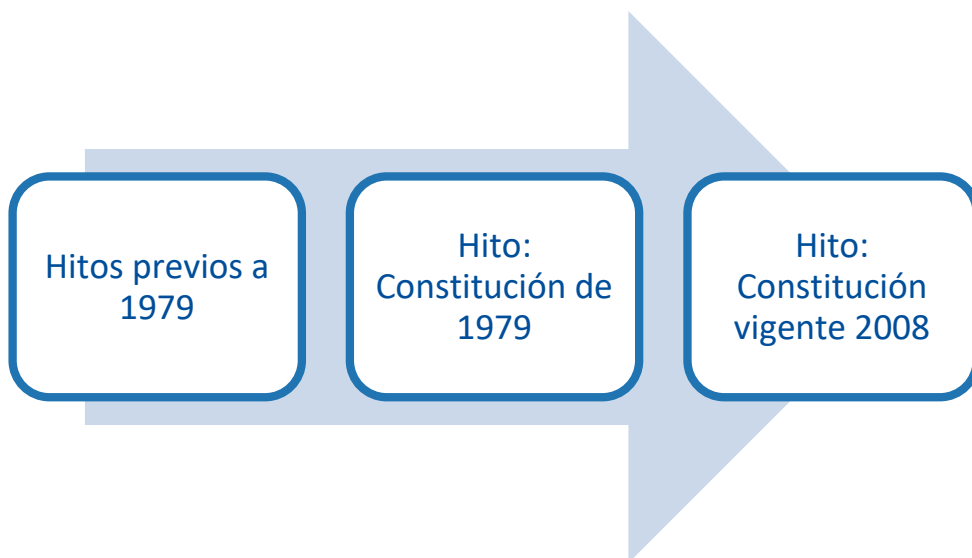 Hitos previos a
1979
Hito:
Constitución de
1979
Hito:
Constitución
vigente 2008